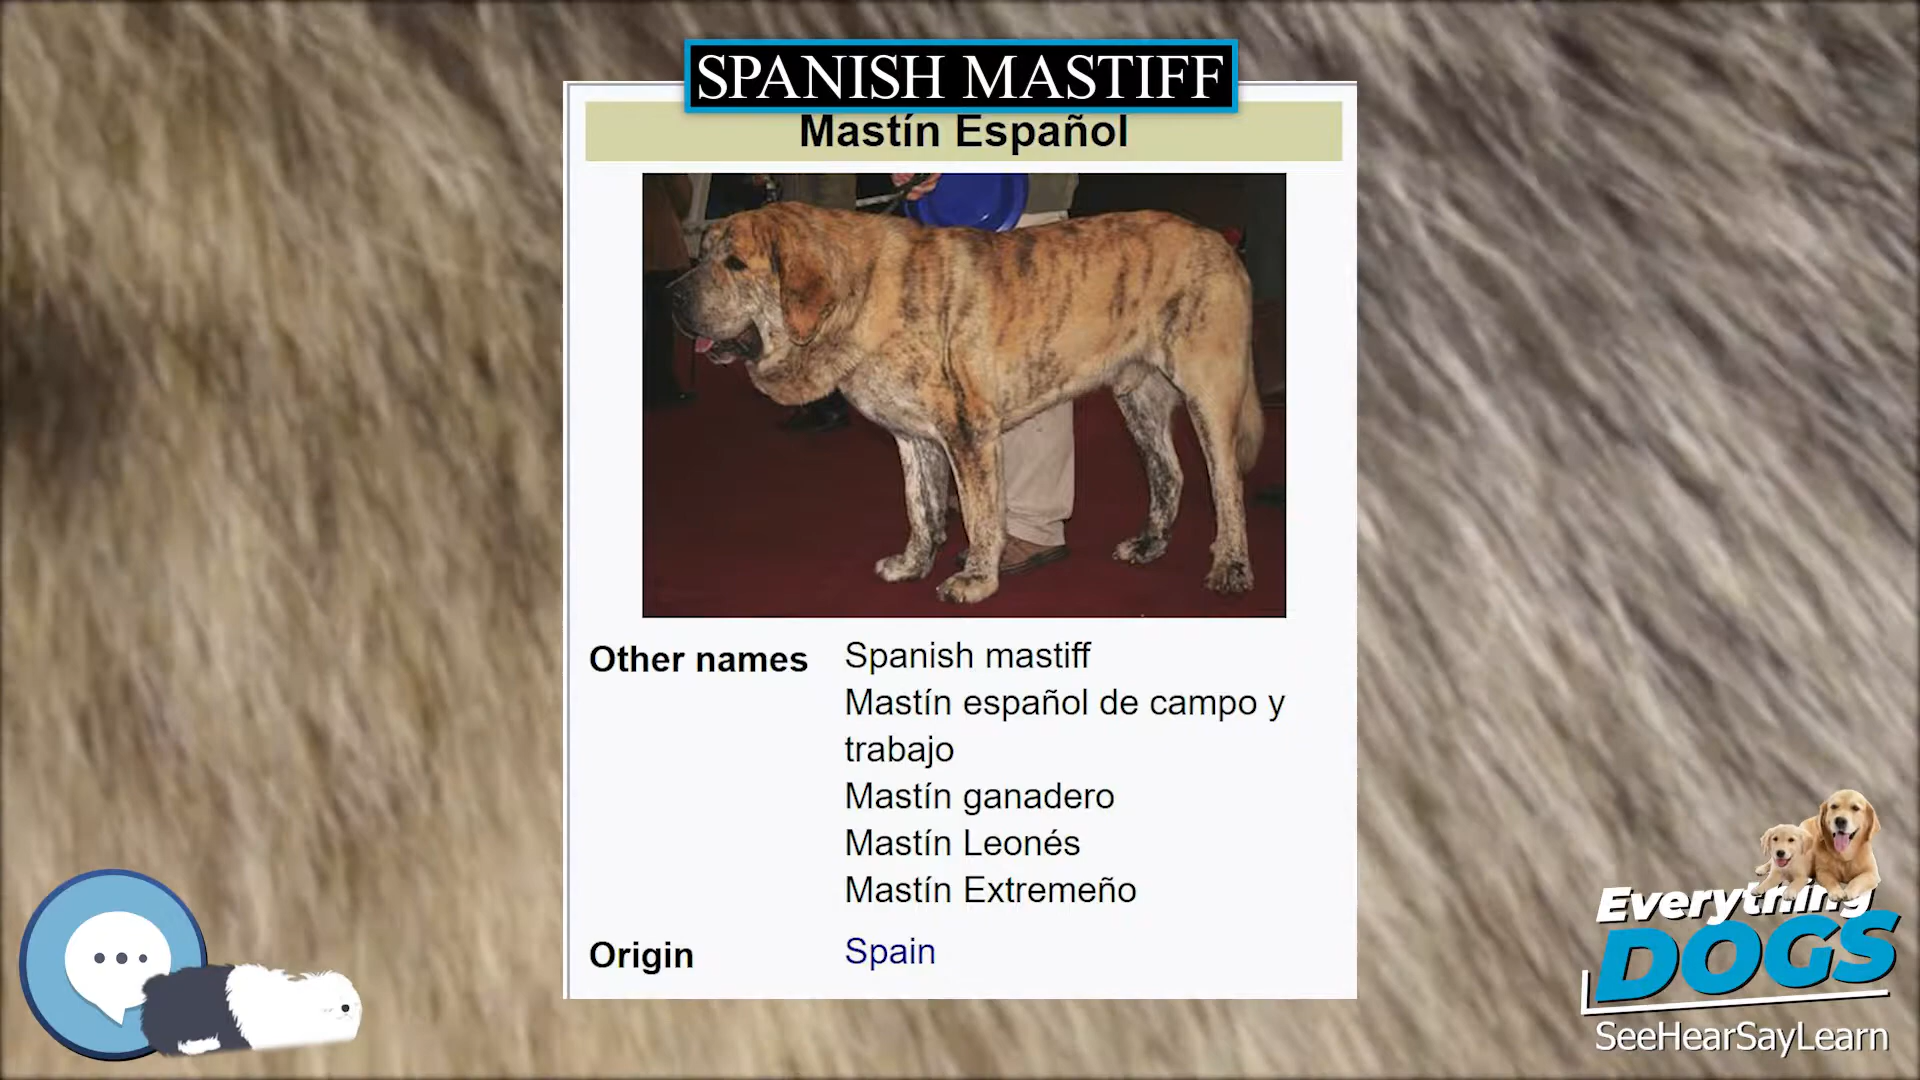 SPANISH MASTIFF
Mastín Español
Other names
Spanish mastiff
Mastín español de campo y
trabajo
Mastín ganadero
Mastín Leonés
Mastín Extremeño
Origin
Spain
Everything
DOGS
SeeHearSayLearn